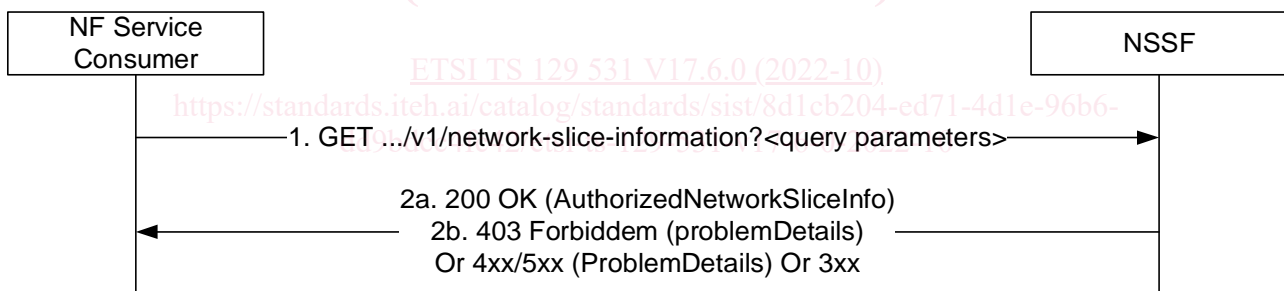 NF Service
Consumer
NSSF
ETSI TS 129 531 V17.6.0 (2022-10)
https://standards.iteh.ai/catalog/standards/sist/8d1cb204-ed71-4d1e-96b6-
1. GET .../v1/network-slice-information?<query parameters>
2a. 200 OK (AuthorizedNetworkSliceInfo)
2b. 403 Forbiddem (problemDetails)
Or 4xx/5xx (ProblemDetails) Or 3xx